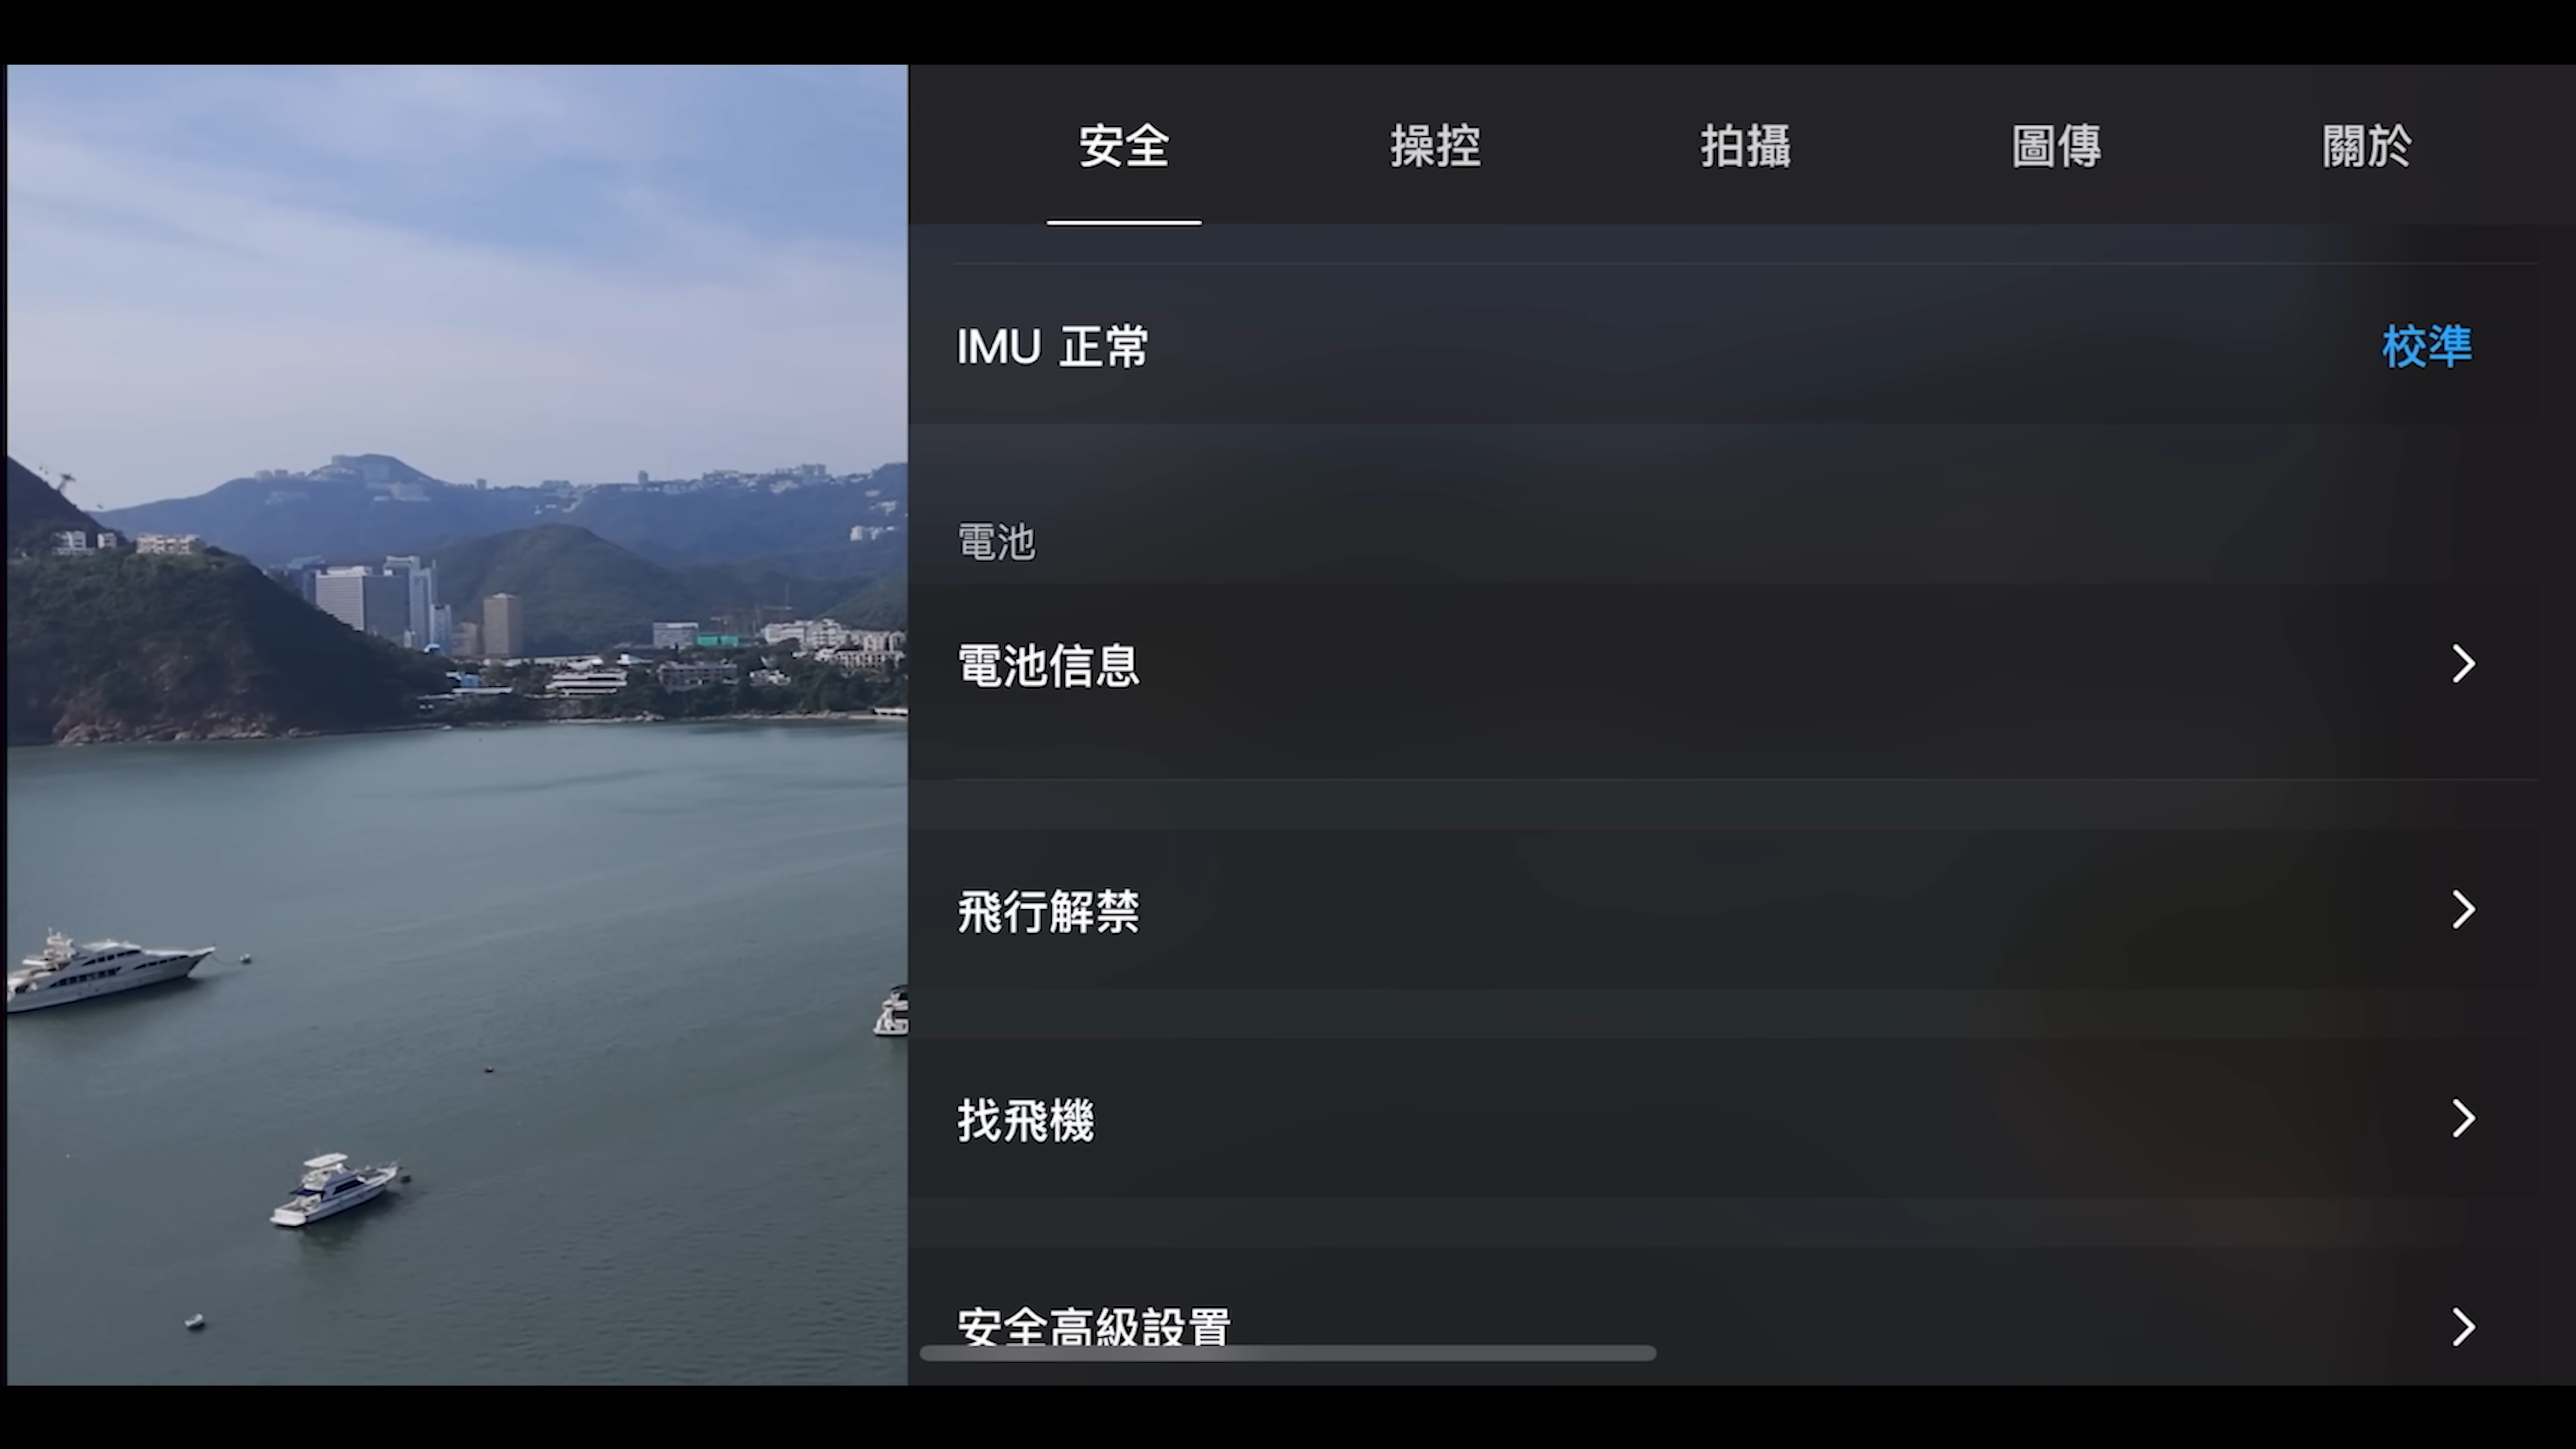 安全 操控 拍攝 圖傳 關於
IMU 正常 校準
電池
電池信息
飛行解禁
找飛機
安全高級設置